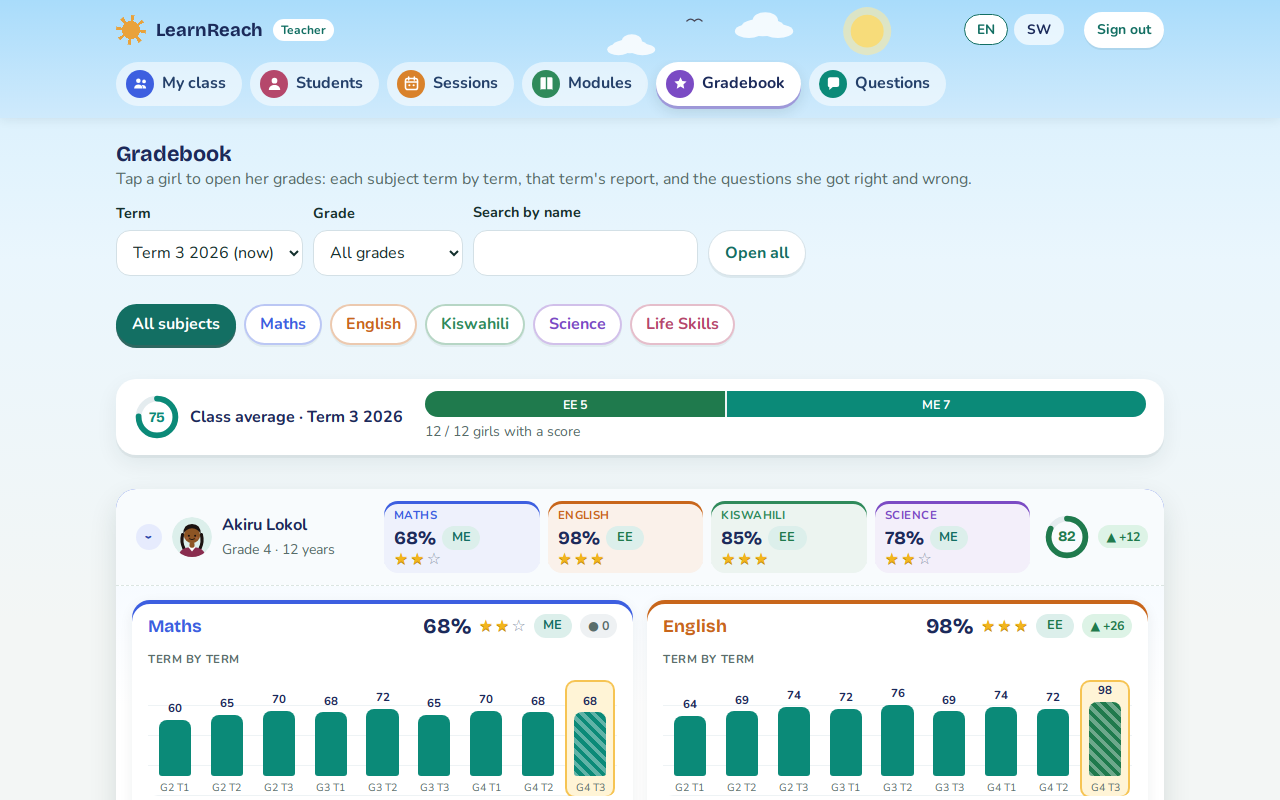 LearnReach Teacher EN SW Sign out
My class Students Sessions Modules Gradebook Questions
Gradebook
Tap a girl to open her grades: each subject term by term, that term's report, and the questions she got right and wrong.
Term Grade Search by name
Term 3 2026 (now) All grades Open all
All subjects Maths English Kiswahili Science Life Skills
75 Class average · Term 3 2026 EE 5 ME 7
12 / 12 girls with a score
Akiru Lokol
Grade 4 · 12 years
MATHS
68% ME
ENGLISH
98% EE
KISWAHILI
85% EE
SCIENCE
78% ME
82 ▲ +12
Maths 68% ME ● 0
TERM BY TERM
60 65 70 68 72 65 70 68 68
G2 T1 G2 T2 G2 T3 G3 T1 G3 T2 G3 T3 G4 T1 G4 T2 G4 T3
English 98% EE ▲ +26
TERM BY TERM
64 69 74 72 76 69 74 72 98
G2 T1 G2 T2 G2 T3 G3 T1 G3 T2 G3 T3 G4 T1 G4 T2 G4 T3